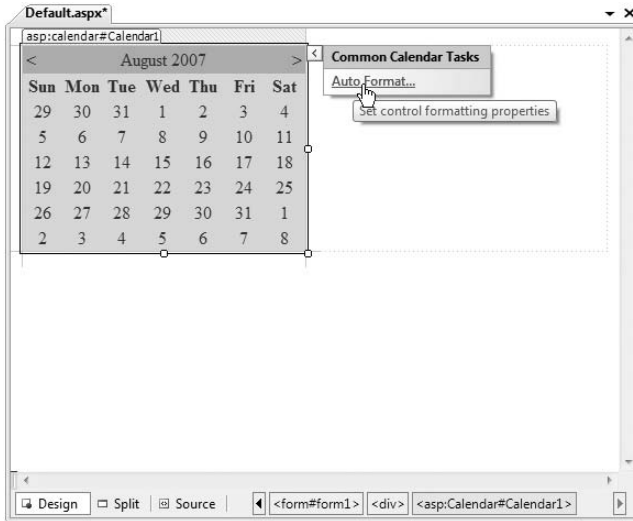 Default.aspx*
asp:calendar#Calendar1
< August 2007 >
Sun Mon Tue Wed Thu Fri Sat
29 30 31 1 2 3 4
5 6 7 8 9 10 11
12 13 14 15 16 17 18
19 20 21 22 23 24 25
26 27 28 29 30 31 1
2 3 4 5 6 7 8
Common Calendar Tasks
Auto Format...
Set control formatting properties
Design Split Source <form#form1> <div> <asp:Calendar#Calendar1>